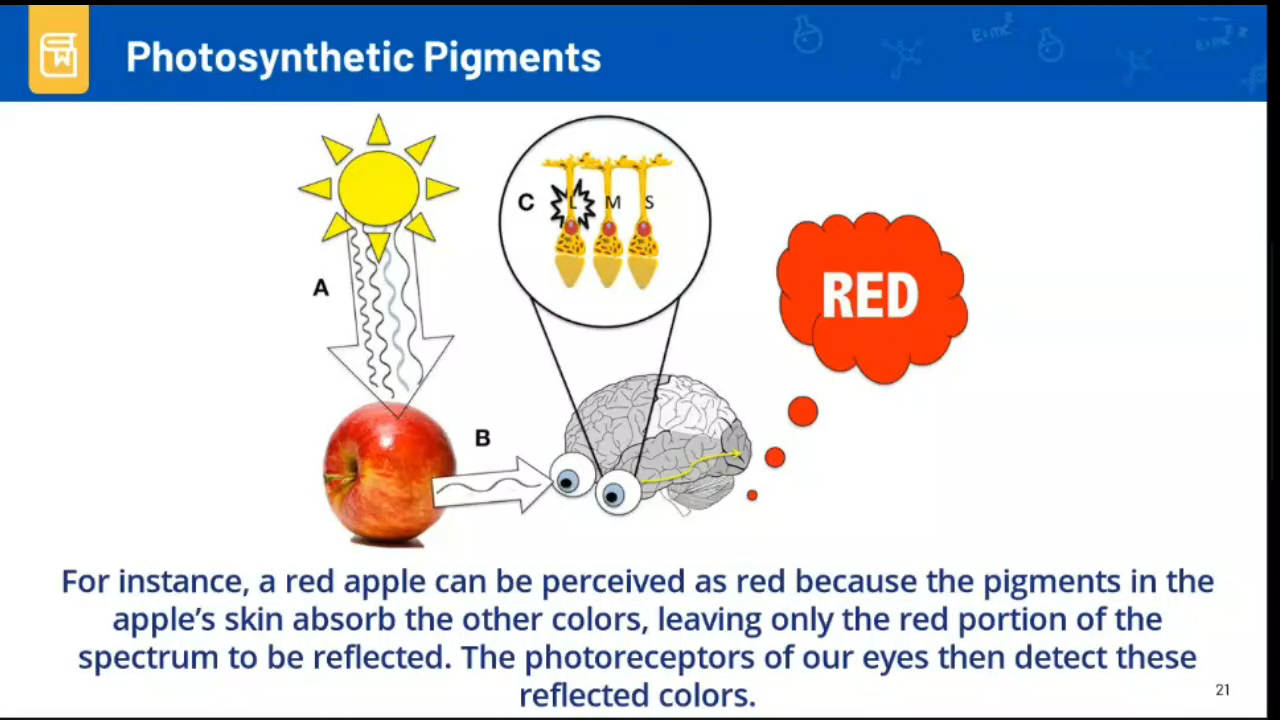 Photosynthetic Pigments
E=mc²
A
C
L M S
RED
B
For instance, a red apple can be perceived as red because the pigments in the
apple’s skin absorb the other colors, leaving only the red portion of the
spectrum to be reflected. The photoreceptors of our eyes then detect these
reflected colors.
21